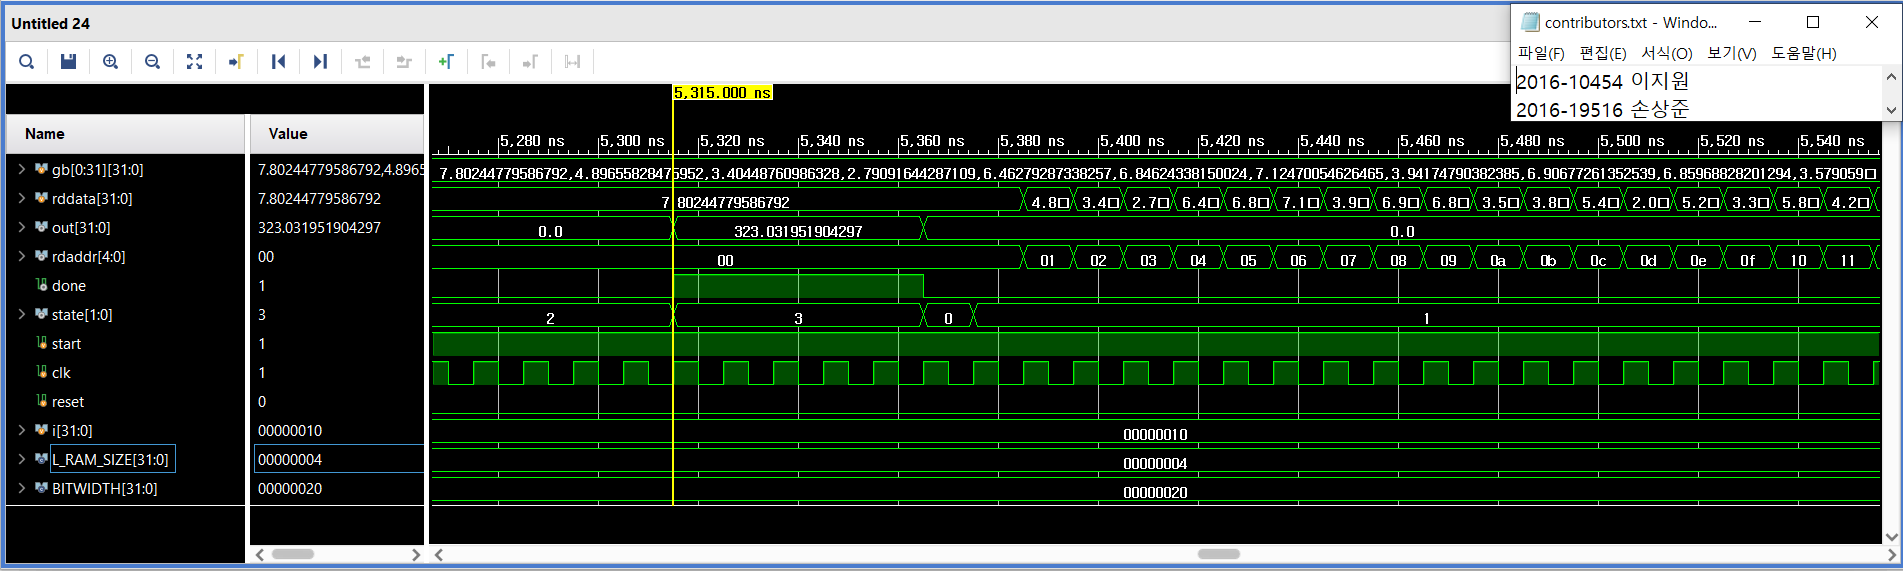 Untitled 24
contributors.txt - Windo...
파일(F) 편집(E) 서식(O) 보기(V) 도움말(H)
2016-10454 이지원
2016-19516 손상준
5,315.000 ns
Name Value
5,280 ns 5,300 ns 5,320 ns 5,340 ns 5,360 ns 5,380 ns 5,400 ns 5,420 ns 5,440 ns 5,460 ns 5,480 ns 5,500 ns 5,520 ns 5,540 ns
gb[0:31][31:0] 7.80244779586792,4.8965 7.80244779586792,4.89655828475952,3.40448760986328,2.79091644287109,6.46279287338257,6.84624338150024,7.12470054626465,3.94174790382385,6.90677261352539,6.85968828201294,3.579059
rddata[31:0] 7.80244779586792 7.80244779586792 4.8 3.4 2.7 6.4 6.8 7.1 3.9 6.9 6.8 3.5 3.8 5.4 2.0 5.2 3.3 5.8 4.2
out[31:0] 323.031951904297 0.0 323.031951904297 0.0
rdaddr[4:0] 00 00 01 02 03 04 05 06 07 08 09 0a 0b 0c 0d 0e 0f 10 11
done 1
state[1:0] 3 2 3 0 1
start 1
clk 1
reset 0
i[31:0] 00000010 00000010
L_RAM_SIZE[31:0] 00000004 00000004
BITWIDTH[31:0] 00000020 00000020